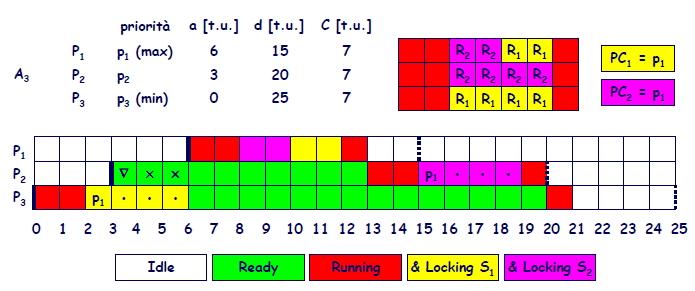 priorità a [t.u.] d [t.u.] C [t.u.]
P1 p1 (max) 6 15 7 R2 R2 R1 R1 PC1 = p1
A3 P2 p2 3 20 7 R2 R2 R2 R2
P3 p3 (min) 0 25 7 R1 R1 R1 R1 PC2 = p1
P1
P2 ∇ × × p1 · · ·
P3 p1 · · ·
0 1 2 3 4 5 6 7 8 9 10 11 12 13 14 15 16 17 18 19 20 21 22 23 24 25
Idle Ready Running & Locking S1 & Locking S2